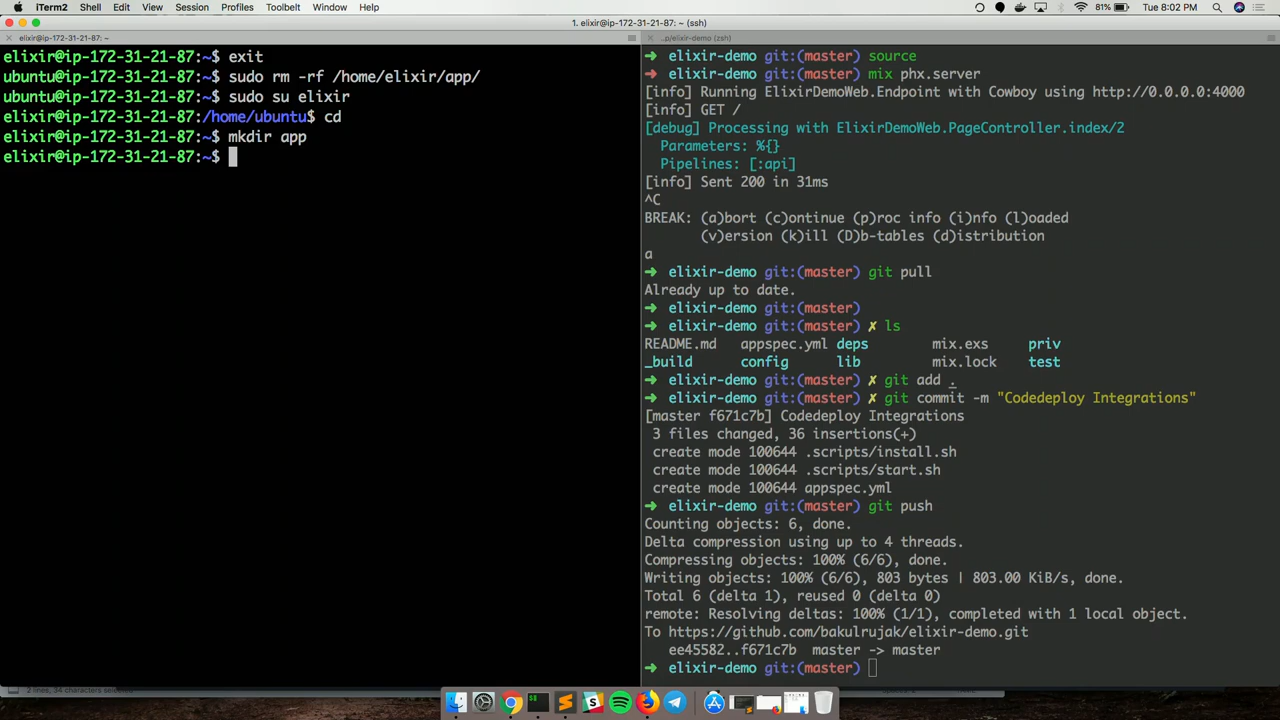 iTerm2 Shell Edit View Session Profiles Toolbelt Window Help 81% Tue 8:02 PM
1. elixir@ip-172-31-21-87: ~ (ssh)
elixir@ip-172-31-21-87: ~
elixir@ip-172-31-21-87:~$ exit
ubuntu@ip-172-31-21-87:~$ sudo rm -rf /home/elixir/app/
ubuntu@ip-172-31-21-87:~$ sudo su elixir
elixir@ip-172-31-21-87:/home/ubuntu$ cd
elixir@ip-172-31-21-87:~$ mkdir app
elixir@ip-172-31-21-87:~$
..p/elixir-demo (zsh)
➜ elixir-demo git:(master) source
➜ elixir-demo git:(master) mix phx.server
[info] Running ElixirDemoWeb.Endpoint with Cowboy using http://0.0.0.0:4000
[info] GET /
[debug] Processing with ElixirDemoWeb.PageController.index/2
Parameters: %{}
Pipelines: [:api]
[info] Sent 200 in 31ms
^C
BREAK: (a)bort (c)ontinue (p)roc info (i)nfo (l)oaded
(v)ersion (k)ill (D)b-tables (d)istribution
a
➜ elixir-demo git:(master) git pull
Already up to date.
➜ elixir-demo git:(master)
➜ elixir-demo git:(master) ✗ ls
README.md appspec.yml deps mix.exs priv
_build config lib mix.lock test
➜ elixir-demo git:(master) ✗ git add .
➜ elixir-demo git:(master) ✗ git commit -m "Codedeploy Integrations"
[master f671c7b] Codedeploy Integrations
3 files changed, 36 insertions(+)
create mode 100644 .scripts/install.sh
create mode 100644 .scripts/start.sh
create mode 100644 appspec.yml
➜ elixir-demo git:(master) git push
Counting objects: 6, done.
Delta compression using up to 4 threads.
Compressing objects: 100% (6/6), done.
Writing objects: 100% (6/6), 803 bytes | 803.00 KiB/s, done.
Total 6 (delta 1), reused 0 (delta 0)
remote: Resolving deltas: 100% (1/1), completed with 1 local object.
To https://github.com/bakulrujak/elixir-demo.git
ee45582..f671c7b master -> master
➜ elixir-demo git:(master)
2 lines, 34 characters selected